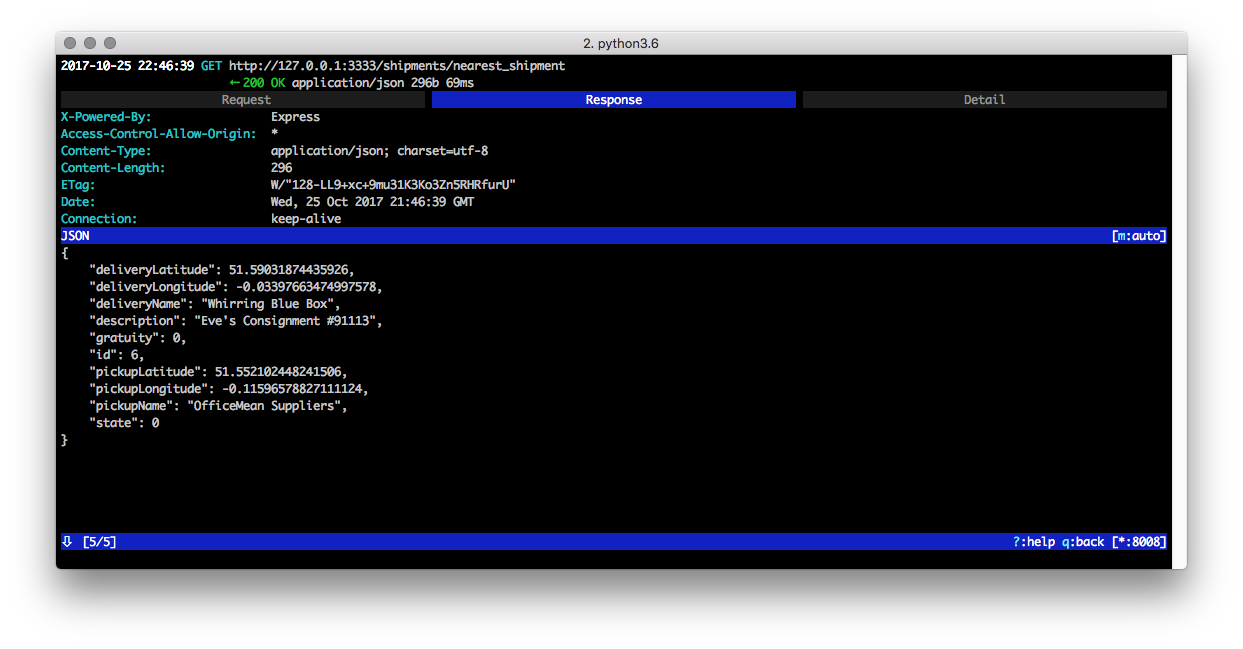 2. python3.6
2017-10-25 22:46:39 GET http://127.0.0.1:3333/shipments/nearest_shipment
← 200 OK application/json 296b 69ms
Request Response Detail
X-Powered-By: Express
Access-Control-Allow-Origin: *
Content-Type: application/json; charset=utf-8
Content-Length: 296
ETag: W/"128-LL9+xc+9mu31K3Ko3Zn5RHRfurU"
Date: Wed, 25 Oct 2017 21:46:39 GMT
Connection: keep-alive
JSON [m:auto]
{
    "deliveryLatitude": 51.59031874435926,
    "deliveryLongitude": -0.03397663474997578,
    "deliveryName": "Whirring Blue Box",
    "description": "Eve's Consignment #91113",
    "gratuity": 0,
    "id": 6,
    "pickupLatitude": 51.552102448241506,
    "pickupLongitude": -0.11596578827111124,
    "pickupName": "OfficeMean Suppliers",
    "state": 0
}
⇩ [5/5] ?:help q:back [*:8008]